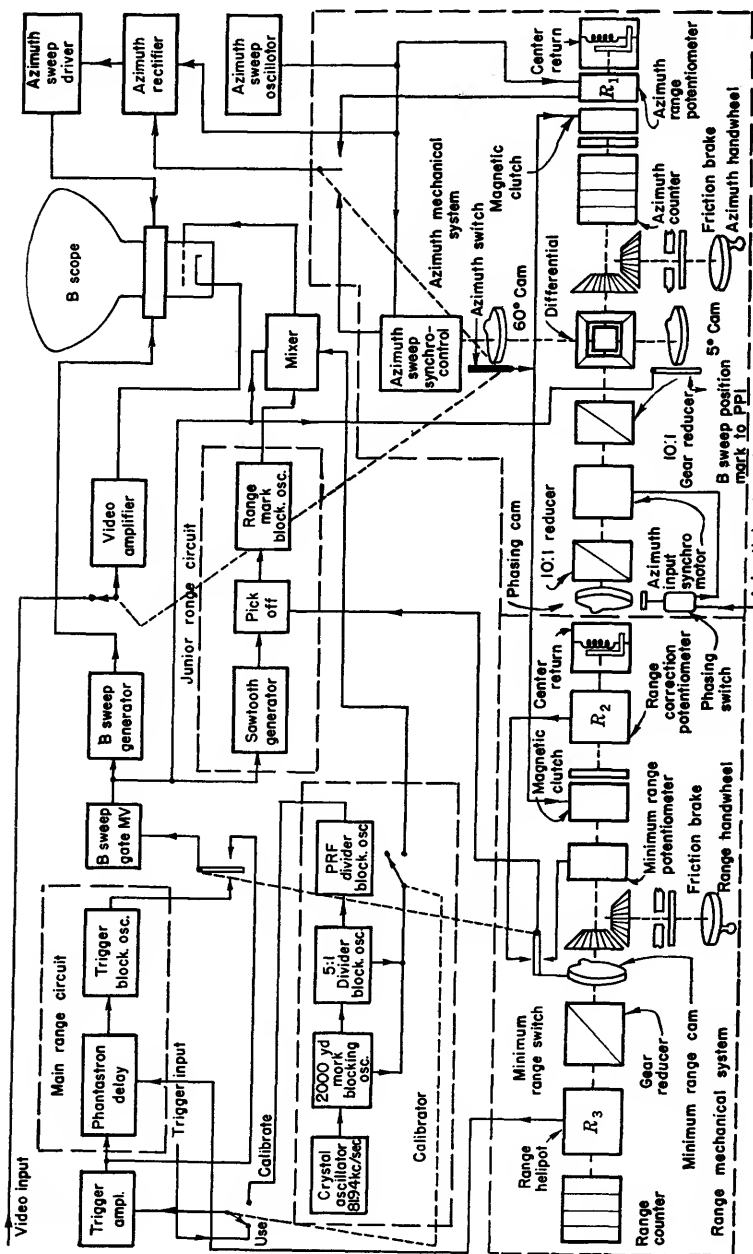 Video input
Trigger
ampl.
Main range circuit
Phantastron
delay
Trigger
block. osc.
Trigger input
Use
Calibrate
B sweep
gate MV
B sweep
generator
Video
amplifier
B scope
Azimuth
sweep
driver
Azimuth
rectifier
Azimuth
sweep
oscillotor
Junior range circuit
Sawtooth
generator
Pick
off
Range
mark
block. osc.
Mixer
Crystal
oscillator
8194kc/sec
2000 yd
mark
blocking
osc.
5:1
Divider
block. osc.
PRF
divider
block. osc.
Calibrator
Azimuth
sweep
synchro-
control
Azimuth mechanical
system
Azimuth switch
60° Cam
Magnetic
clutch
Center
return
R1
Azimuth
range
potentiometer
Azimuth
counter
Friction brake
Azimuth handwheel
Differential
5° Cam
10:1
Gear reducer
B sweep position
mark to PPI
10:1 reducer
Phasing cam
Azimuth
input
synchro
motor
Phasing
switch
Center
return
R2
Range
correction
potentiometer
Magnetic
clutch
Minimum range
potentiometer
Friction brake
Range handwheel
Minimum range
switch
Gear
reducer
Minimum range cam
R3
Range
helipot
Range
counter
Range mechanical system